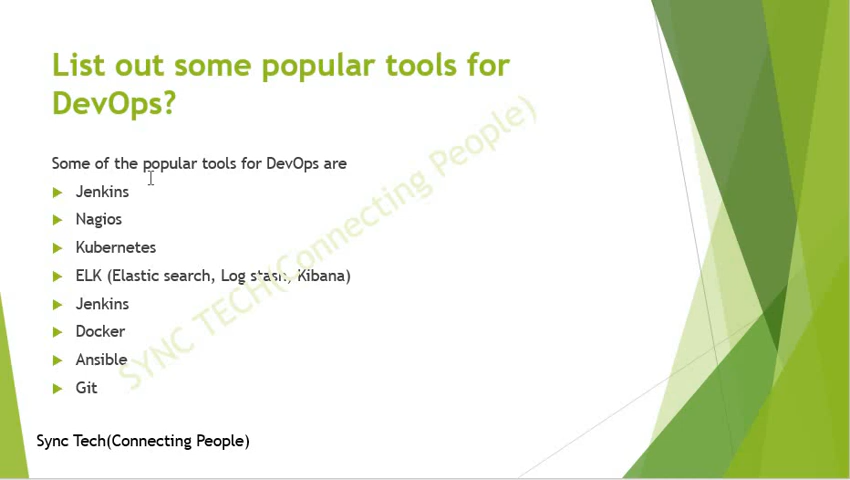 List out some popular tools for
DevOps?
Some of the popular tools for DevOps are
Jenkins
Nagios
Kubernetes
ELK (Elastic search, Log stash, Kibana)
Jenkins
Docker
Ansible
Git
SYNC TECH(Connecting People)
Sync Tech(Connecting People)